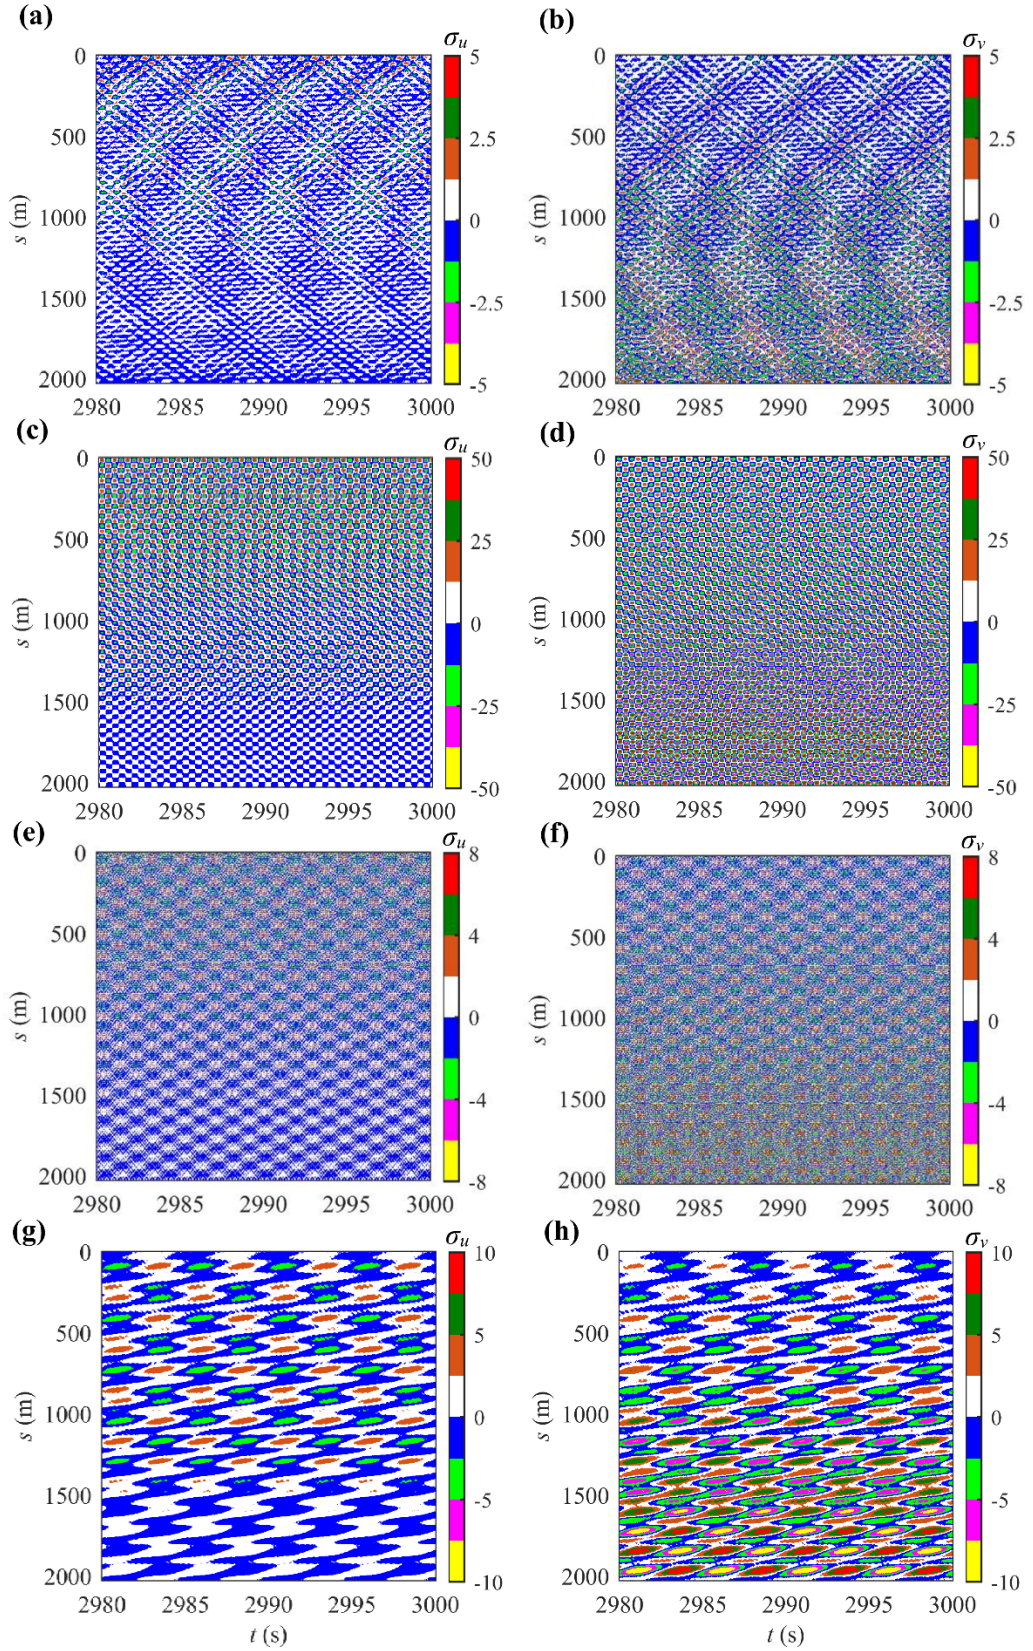 (a) (b)
σu σv
0 5 0 5
500 2.5 500 2.5
s (m) 1000 0 s (m) 1000 0
1500 -2.5 1500 -2.5
2000 -5 2000 -5
2980 2985 2990 2995 3000 2980 2985 2990 2995 3000
(c) (d)
σu σv
0 50 0 50
500 25 500 25
s (m) 1000 0 s (m) 1000 0
1500 -25 1500 -25
2000 -50 2000 -50
2980 2985 2990 2995 3000 2980 2985 2990 2995 3000
(e) (f)
σu σv
0 8 0 8
500 4 500 4
s (m) 1000 0 s (m) 1000 0
1500 -4 1500 -4
2000 -8 2000 -8
2980 2985 2990 2995 3000 2980 2985 2990 2995 3000
(g) (h)
σu σv
0 10 0 10
500 5 500 5
s (m) 1000 0 s (m) 1000 0
1500 -5 1500 -5
2000 -10 2000 -10
2980 2985 2990 2995 3000 2980 2985 2990 2995 3000
t (s) t (s)